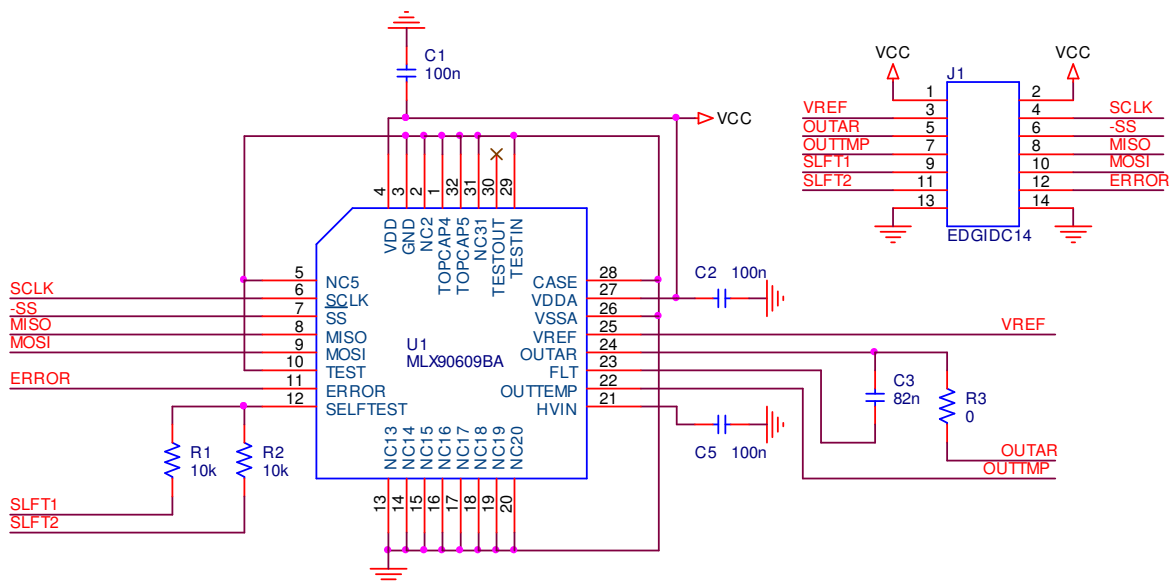 C1
100n
VCC
4
3
2
1
32
31
30
29
VDD
GND
NC2
TOPCAP4
TOPCAP5
NC31
TESTOUT
TESTIN
SCLK
-SS
MISO
MOSI
ERROR
5
6
7
8
9
10
11
12
NC5
SCLK
SS
MISO
MOSI
TEST
ERROR
SELFTEST
U1
MLX90609BA
CASE
VDDA
VSSA
VREF
OUTAR
FLT
OUTTEMP
HVIN
28
27
26
25
24
23
22
21
C2 100n
VREF
C3
82n
R3
0
C5 100n
OUTAR
OUTTMP
R1
10k
R2
10k
SLFT1
SLFT2
NC13
NC14
NC15
NC16
NC17
NC18
NC19
NC20
13
14
15
16
17
18
19
20
VCC
VCC
J1
VREF
OUTAR
OUTTMP
SLFT1
SLFT2
1
3
5
7
9
11
13
2
4
6
8
10
12
14
SCLK
-SS
MISO
MOSI
ERROR
EDGIDC14